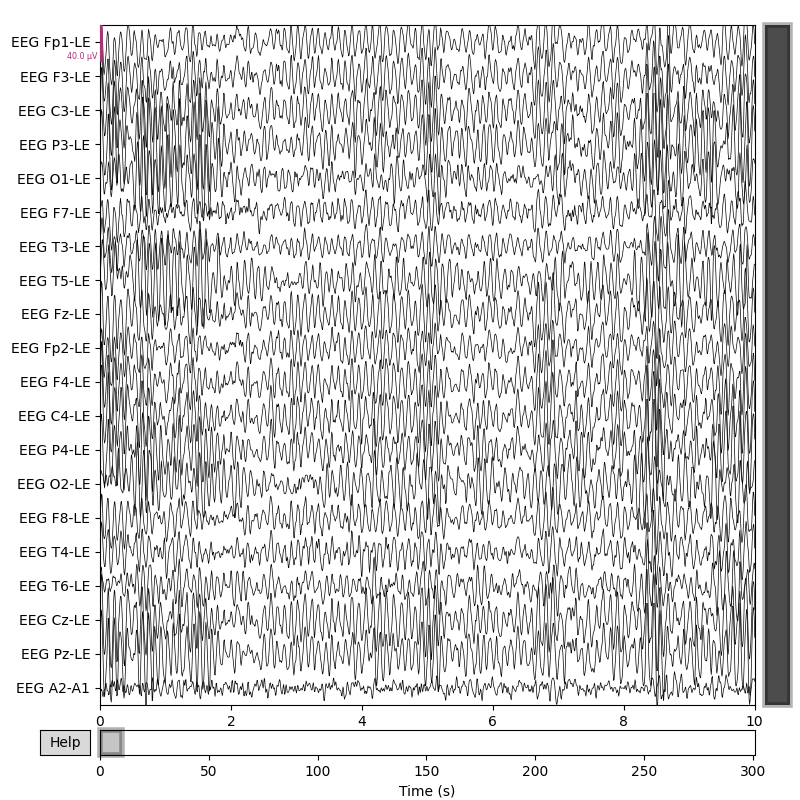 EEG Fp1-LE
40.0 µV
EEG F3-LE
EEG C3-LE
EEG P3-LE
EEG O1-LE
EEG F7-LE
EEG T3-LE
EEG T5-LE
EEG Fz-LE
EEG Fp2-LE
EEG F4-LE
EEG C4-LE
EEG P4-LE
EEG O2-LE
EEG F8-LE
EEG T4-LE
EEG T6-LE
EEG Cz-LE
EEG Pz-LE
EEG A2-A1
0 2 4 6 8 10
Help
0 50 100 150 200 250 300
Time (s)